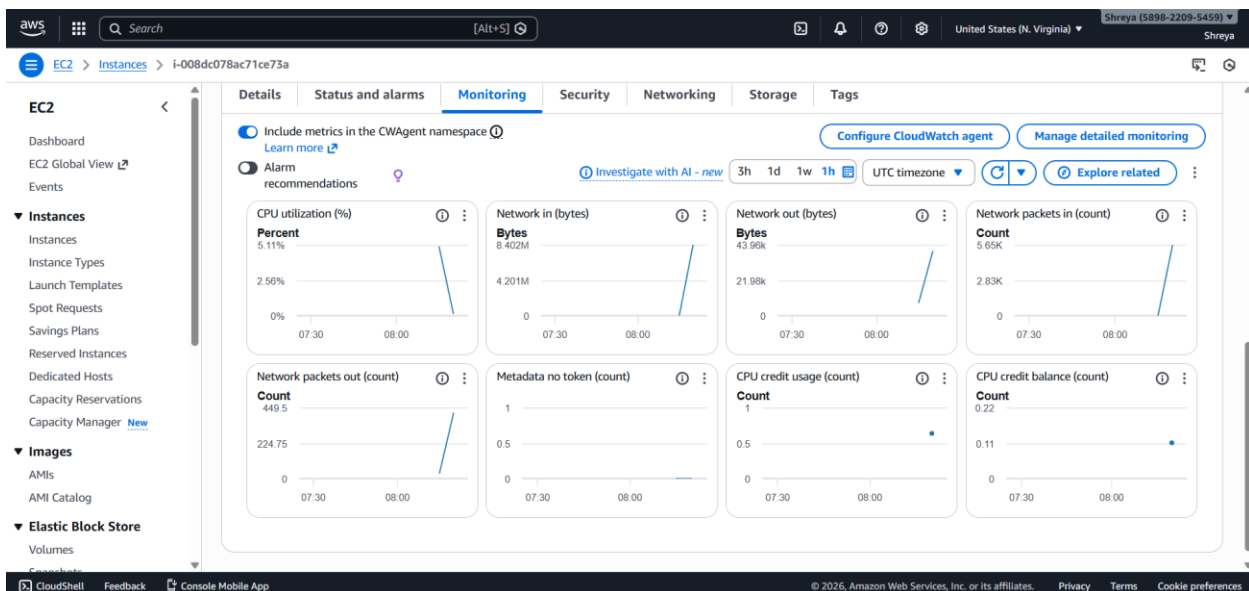 aws
Search
[Alt+S]
United States (N. Virginia)
Shreya (5898-2209-5459)
Shreya
EC2 > Instances > i-008dc078ac71ce73a
EC2
Dashboard
EC2 Global View
Events
Instances
Instances
Instance Types
Launch Templates
Spot Requests
Savings Plans
Reserved Instances
Dedicated Hosts
Capacity Reservations
Capacity Manager New
Images
AMIs
AMI Catalog
Elastic Block Store
Volumes
Snapshots
Details Status and alarms Monitoring Security Networking Storage Tags
Include metrics in the CWAgent namespace
Learn more
Configure CloudWatch agent
Manage detailed monitoring
Alarm
recommendations
Investigate with AI - new
3h 1d 1w 1h
UTC timezone
Explore related
CPU utilization (%)
Percent
5.11%
2.56%
0%
07:30 08:00
Network in (bytes)
Bytes
8.402M
4.201M
0
07:30 08:00
Network out (bytes)
Bytes
43.96k
21.98k
0
07:30 08:00
Network packets in (count)
Count
5.65K
2.83K
0
07:30 08:00
Network packets out (count)
Count
449.5
224.75
0
07:30 08:00
Metadata no token (count)
1
0.5
0
07:30 08:00
CPU credit usage (count)
Count
1
0.5
0
07:30 08:00
CPU credit balance (count)
Count
0.22
0.11
0
07:30 08:00
CloudShell Feedback Console Mobile App
© 2026, Amazon Web Services, Inc. or its affiliates. Privacy Terms Cookie preferences